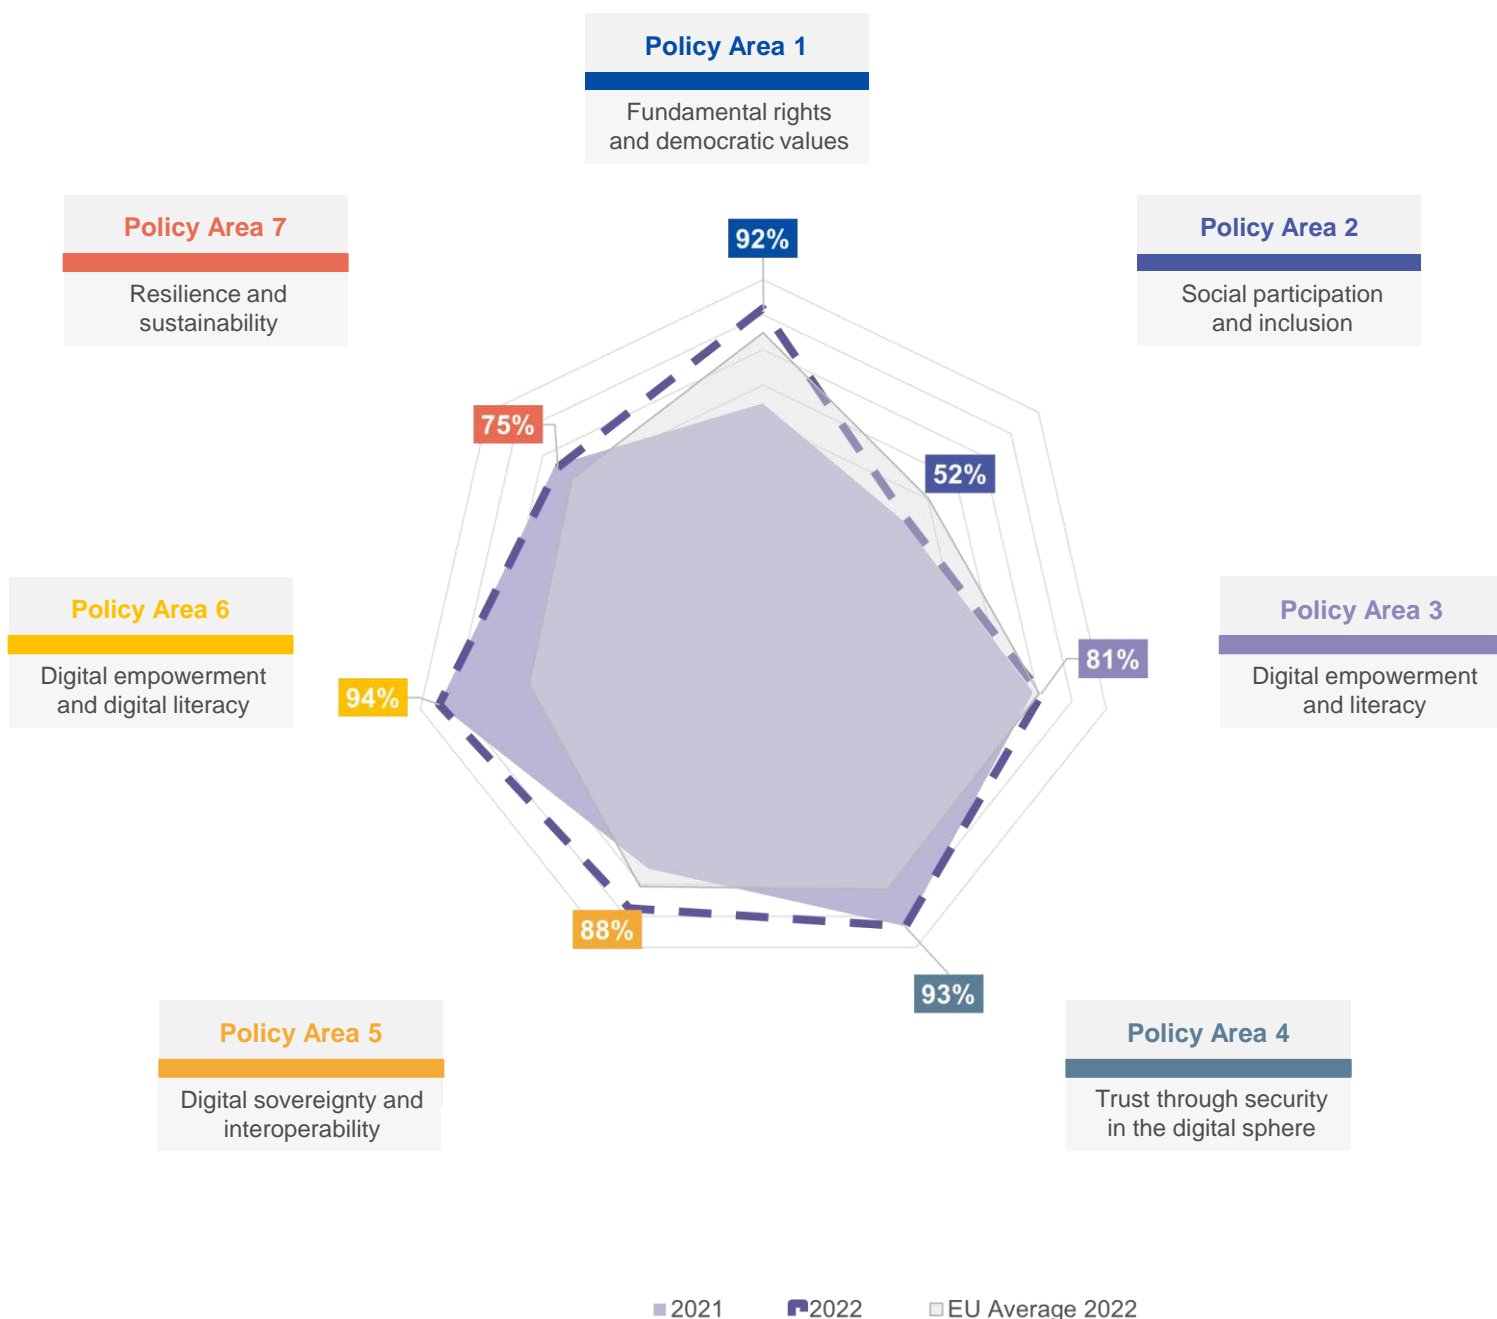 Policy Area 1
Fundamental rights
and democratic values
Policy Area 7
Resilience and
sustainability
Policy Area 2
Social participation
and inclusion
92%
75%
52%
Policy Area 6
Digital empowerment
and digital literacy
Policy Area 3
Digital empowerment
and literacy
81%
94%
88%
93%
Policy Area 5
Digital sovereignty and
interoperability
Policy Area 4
Trust through security
in the digital sphere
2021 2022 EU Average 2022